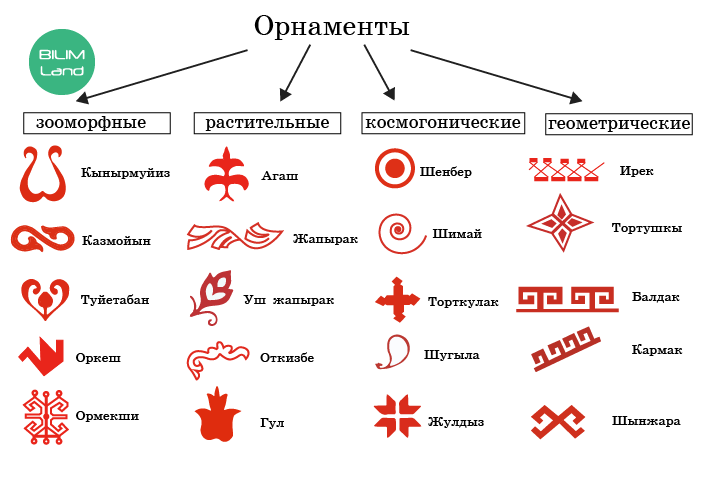 Орнаменты
BILIM
Land
зооморфные
растительные
космогонические
геометрические
Кынырмуйиз
Агаш
Шенбер
Ирек
Казмойын
Жапырак
Шимай
Тортушкы
Туйетабан
Уш жапырак
Торткулак
Валдак
Оркеш
Откизбе
Шугыла
Кармак
Ормекши
Гул
Жулдыз
Шынжара